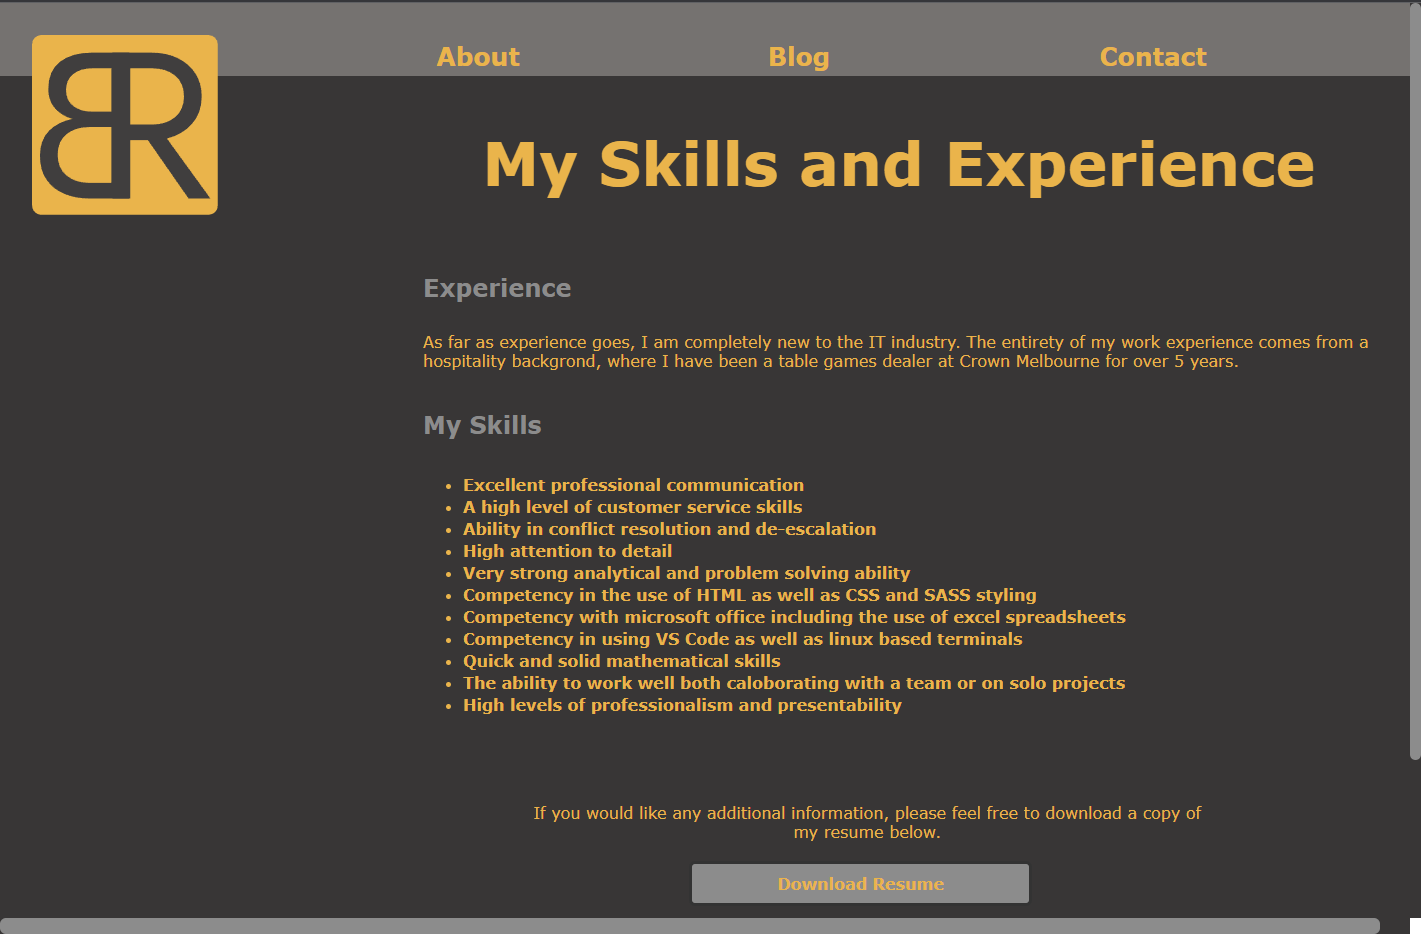 BR
About Blog Contact
My Skills and Experience
Experience
As far as experience goes, I am completely new to the IT industry. The entirety of my work experience comes from a
hospitality backgrond, where I have been a table games dealer at Crown Melbourne for over 5 years.
My Skills
• Excellent professional communication
• A high level of customer service skills
• Ability in conflict resolution and de-escalation
• High attention to detail
• Very strong analytical and problem solving ability
• Competency in the use of HTML as well as CSS and SASS styling
• Competency with microsoft office including the use of excel spreadsheets
• Competency in using VS Code as well as linux based terminals
• Quick and solid mathematical skills
• The ability to work well both caloborating with a team or on solo projects
• High levels of professionalism and presentability
If you would like any additional information, please feel free to download a copy of
my resume below.
Download Resume